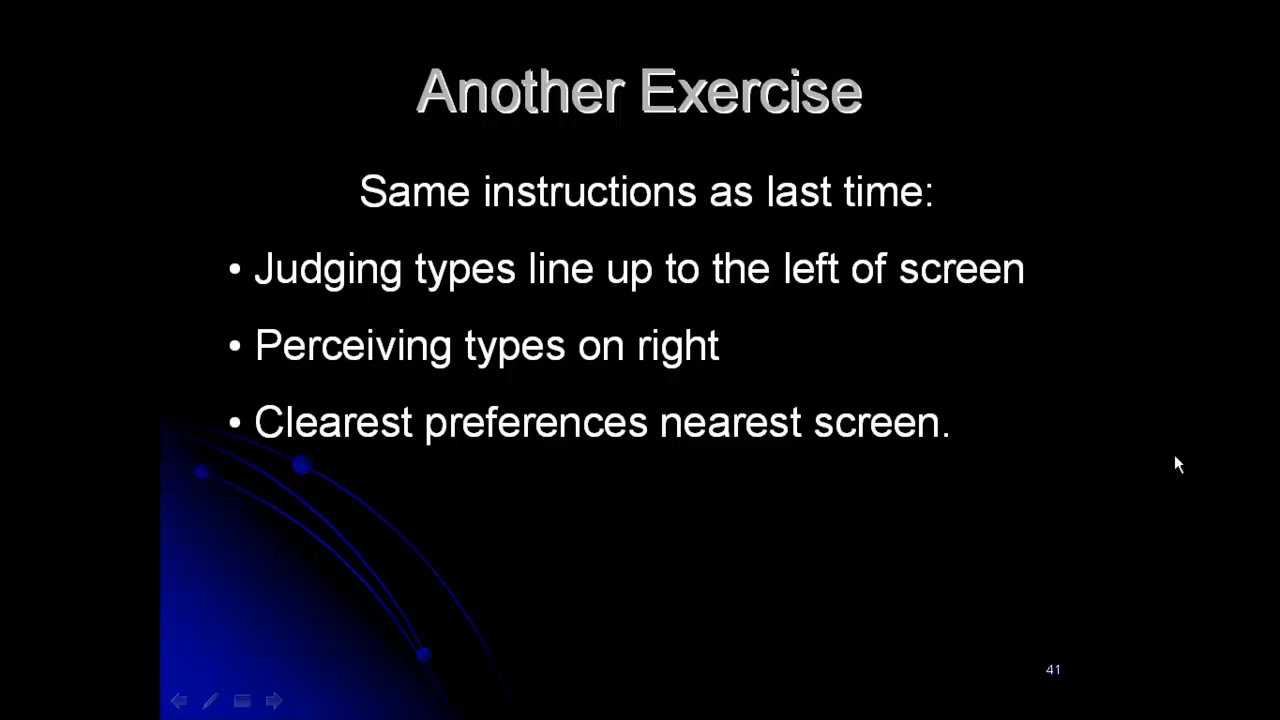 Another Exercise
Same instructions as last time:
• Judging types line up to the left of screen
• Perceiving types on right
• Clearest preferences nearest screen.
41